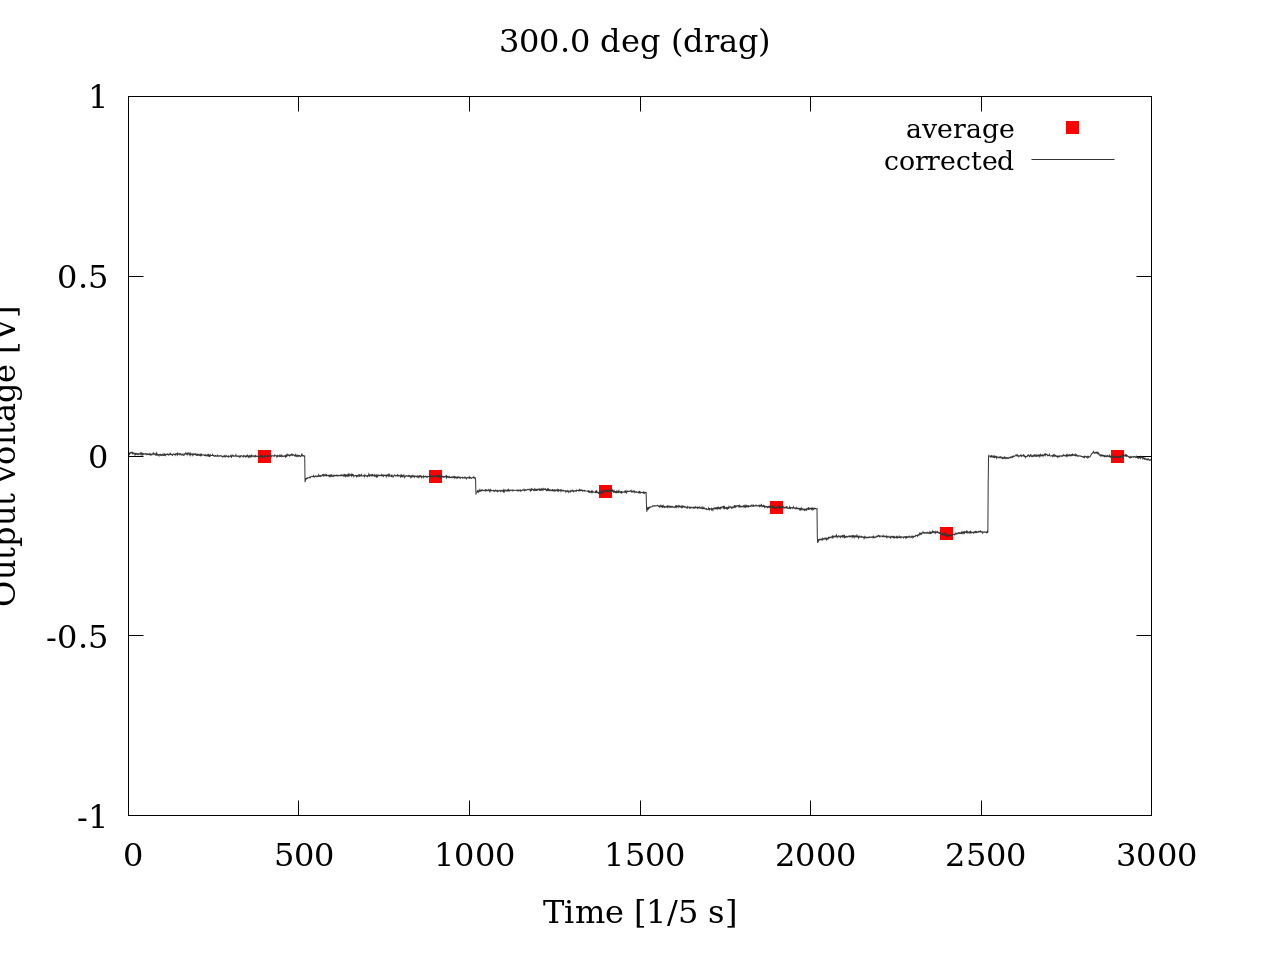 300.0 deg (drag)
average
corrected
1
0.5
0
-0.5
-1
Output voltage [V]
0 500 1000 1500 2000 2500 3000
Time [1/5 s]